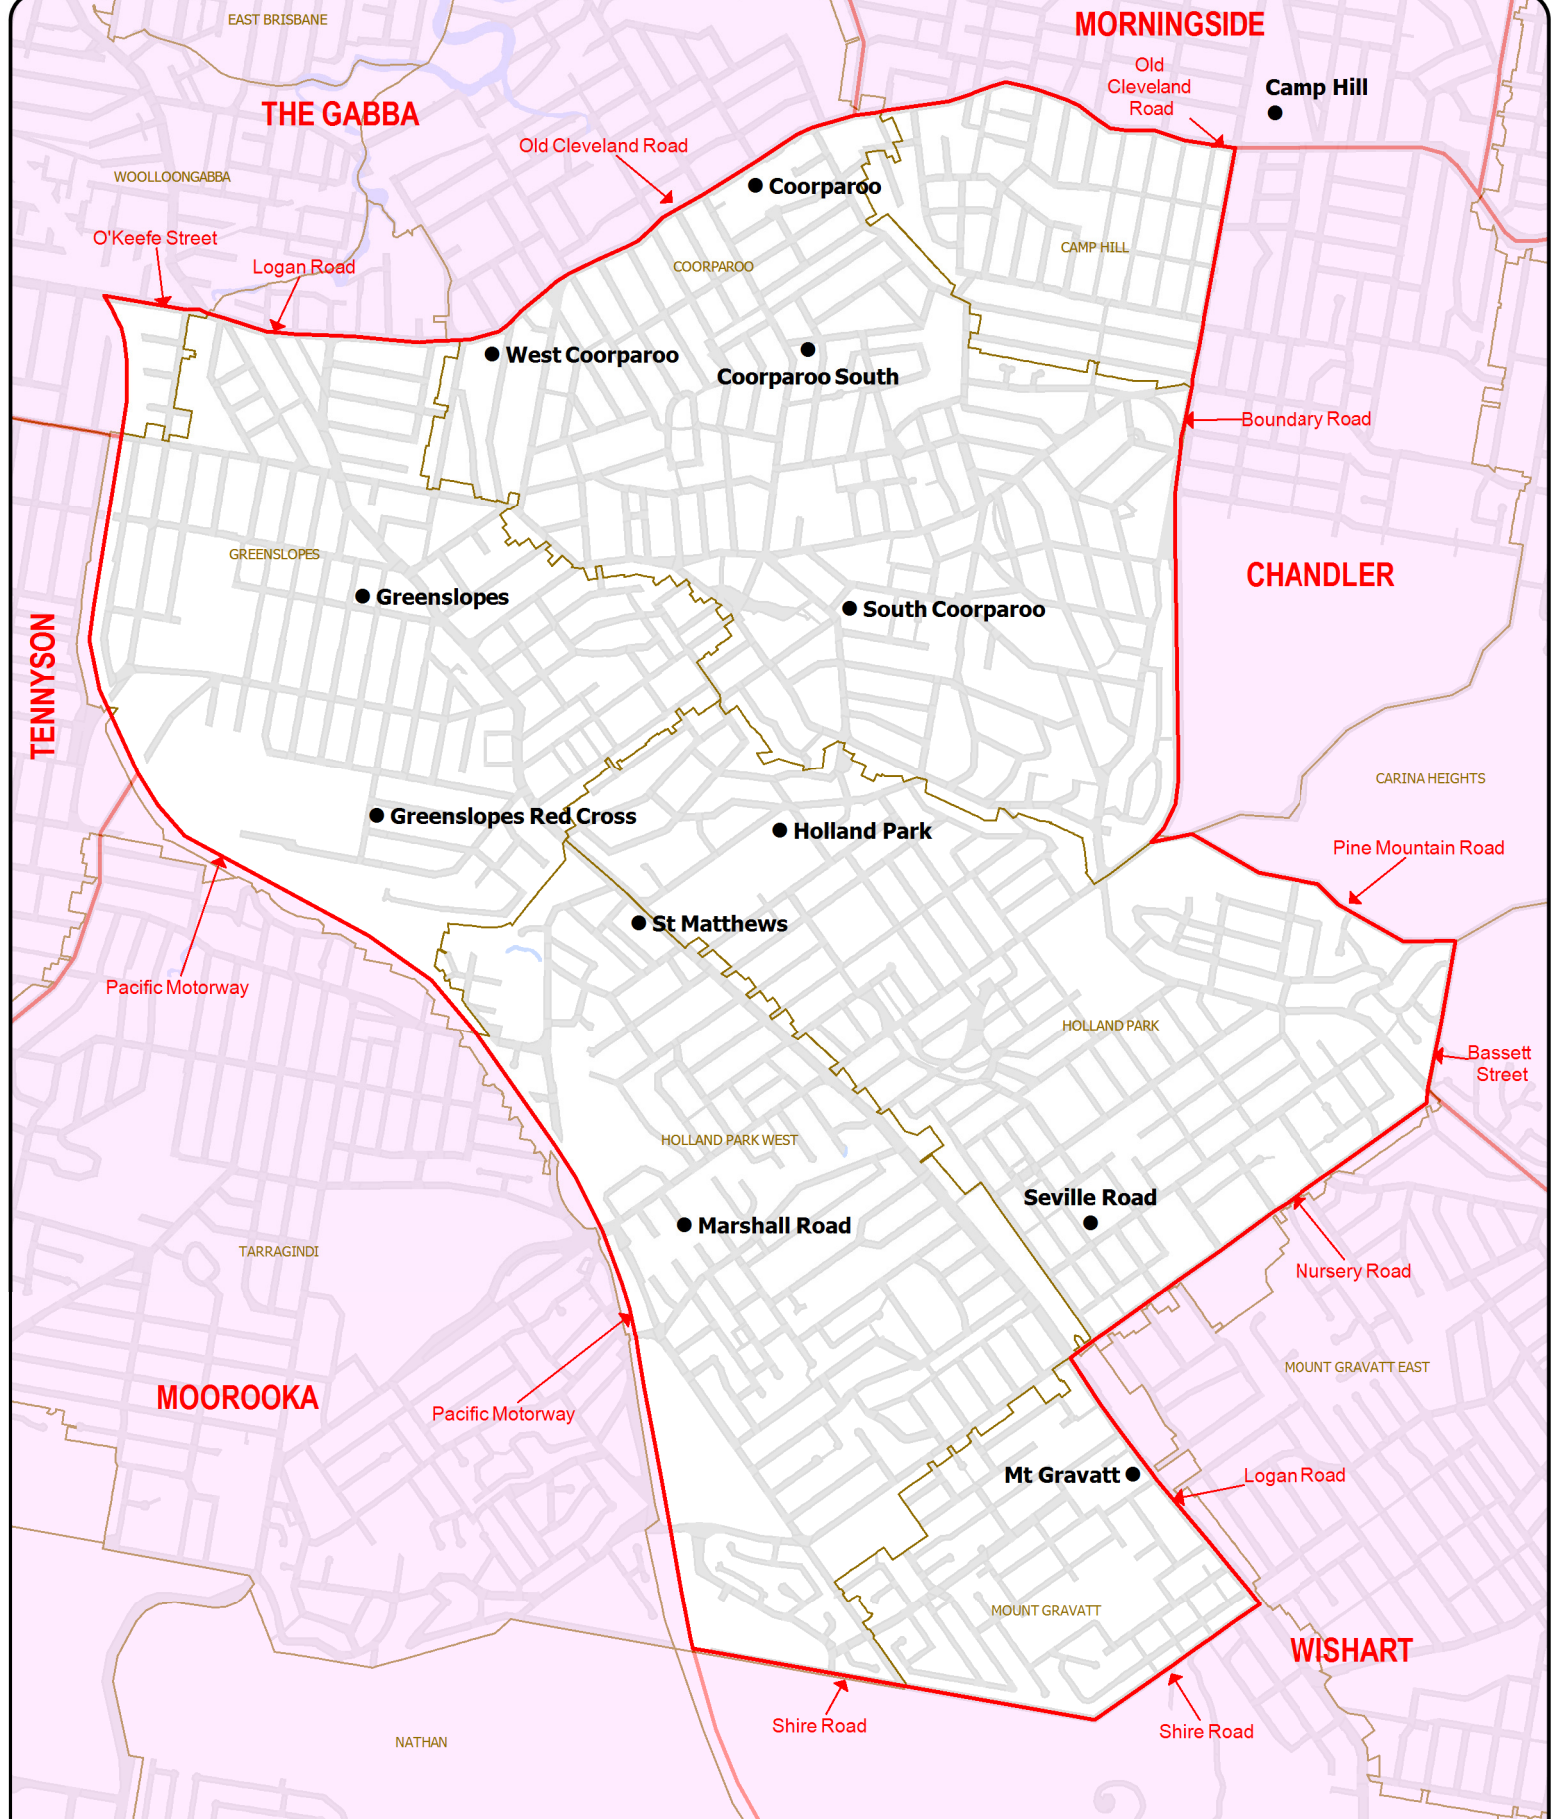 EAST BRISBANE
MORNINGSIDE
Old
Cleveland
Road
Camp Hill
THE GABBA
Old Cleveland Road
WOOLLOONGABBA
Coorparoo
O'Keefe Street
Logan Road
COORPAROO
CAMP HILL
West Coorparoo
Coorparoo South
Boundary Road
GREENSLOPES
CHANDLER
Greenslopes
South Coorparoo
TENNYSON
CARINA HEIGHTS
Greenslopes Red Cross
Holland Park
Pine Mountain Road
St Matthews
Pacific Motorway
HOLLAND PARK
Bassett
Street
HOLLAND PARK WEST
Seville Road
Marshall Road
TARRAGINDI
Nursery Road
MOUNT GRAVATT EAST
MOOROOKA
Pacific Motorway
Mt Gravatt
Logan Road
MOUNT GRAVATT
WISHART
Shire Road
Shire Road
NATHAN